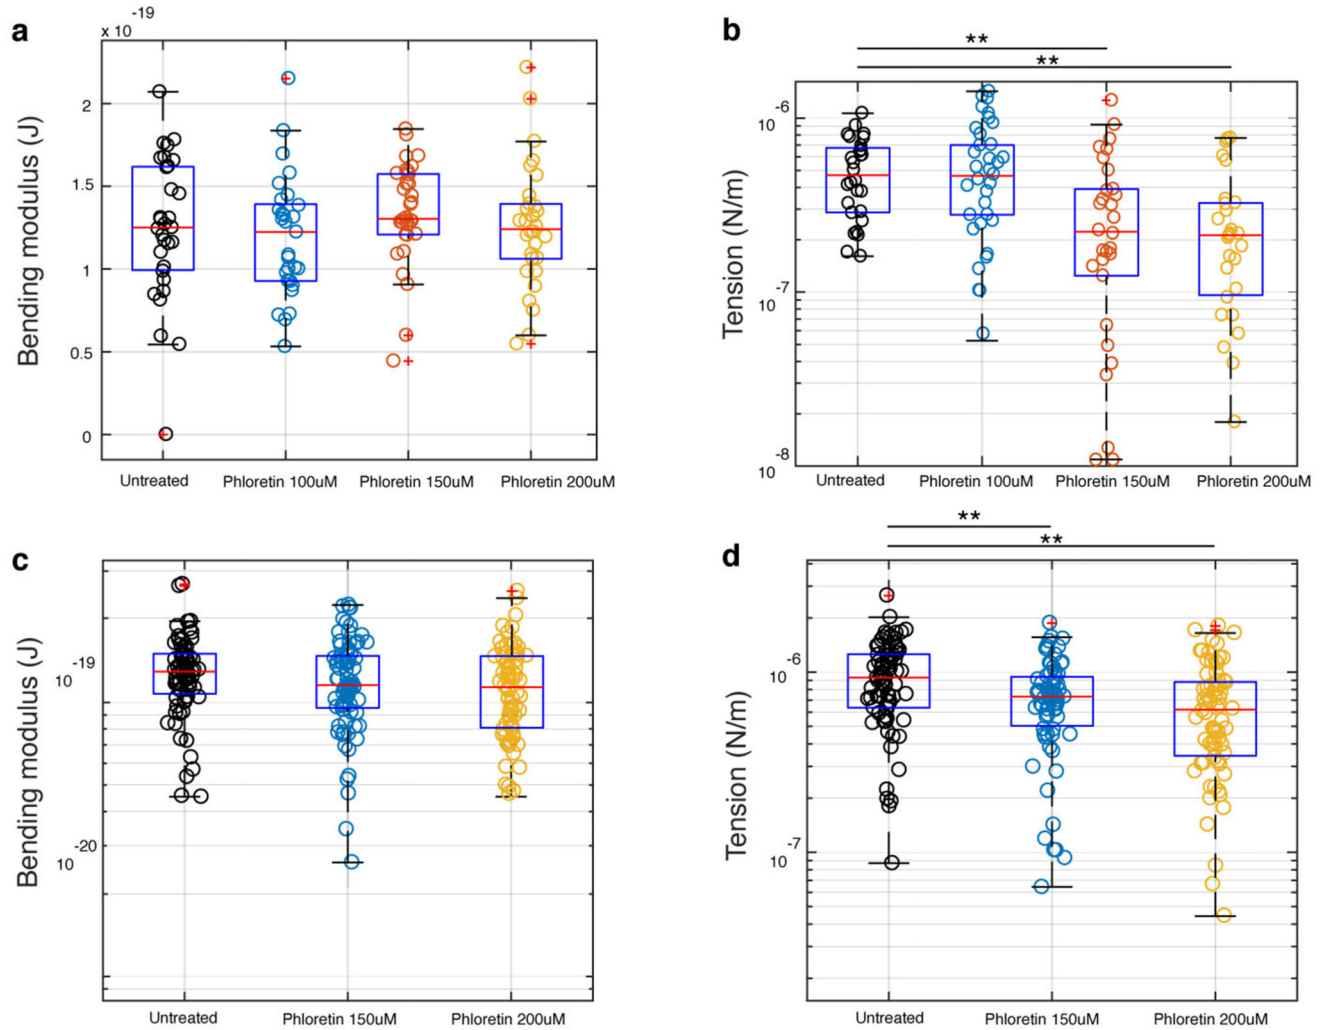 a
x 10 -19
Bending modulus (J)
2
1.5
1
0.5
0
Untreated Phloretin 100uM Phloretin 150uM Phloretin 200uM
b
**
**
Tension (N/m)
10 -6
10 -7
10 -8
Untreated Phloretin 100uM Phloretin 150uM Phloretin 200uM
c
Bending modulus (J)
10 -19
10 -20
Untreated Phloretin 150uM Phloretin 200uM
d
**
**
Tension (N/m)
10 -6
10 -7
Untreated Phloretin 150uM Phloretin 200uM